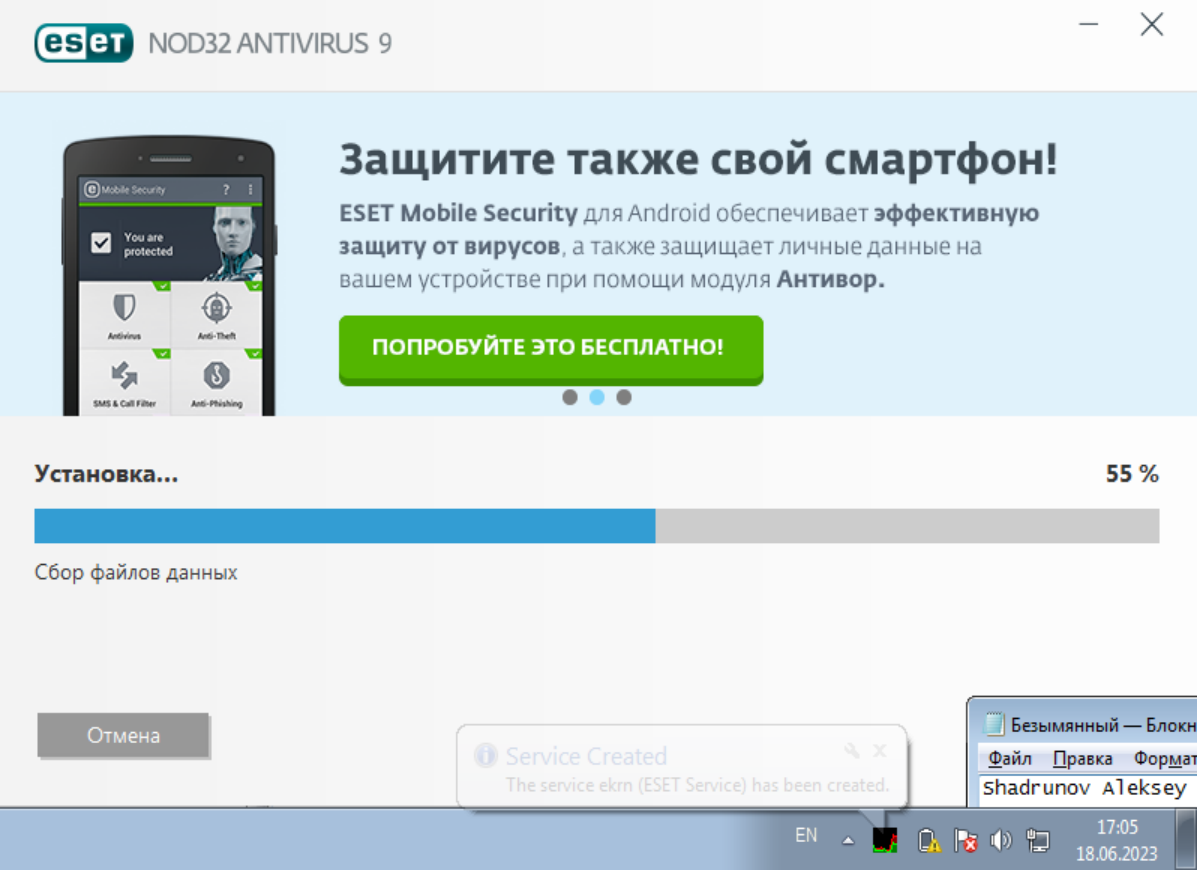 eset NOD32 ANTIVIRUS 9
Mobile Security ?
You are
protected
Antivirus
Anti-Theft
SMS & Call Filter
Anti-Phishing
Защитите также свой смартфон!
ESET Mobile Security для Android обеспечивает эффективную
защиту от вирусов, а также защищает личные данные на
вашем устройстве при помощи модуля Антивор.
ПОПРОБУЙТЕ ЭТО БЕСПЛАТНО!
Установка...
55 %
Сбор файлов данных
Отмена
Service Created
The service ekrn (ESET Service) has been created.
Безымянный — Блокн
Файл Правка Формат
Shadrunov Aleksey
EN
17:05
18.06.2023